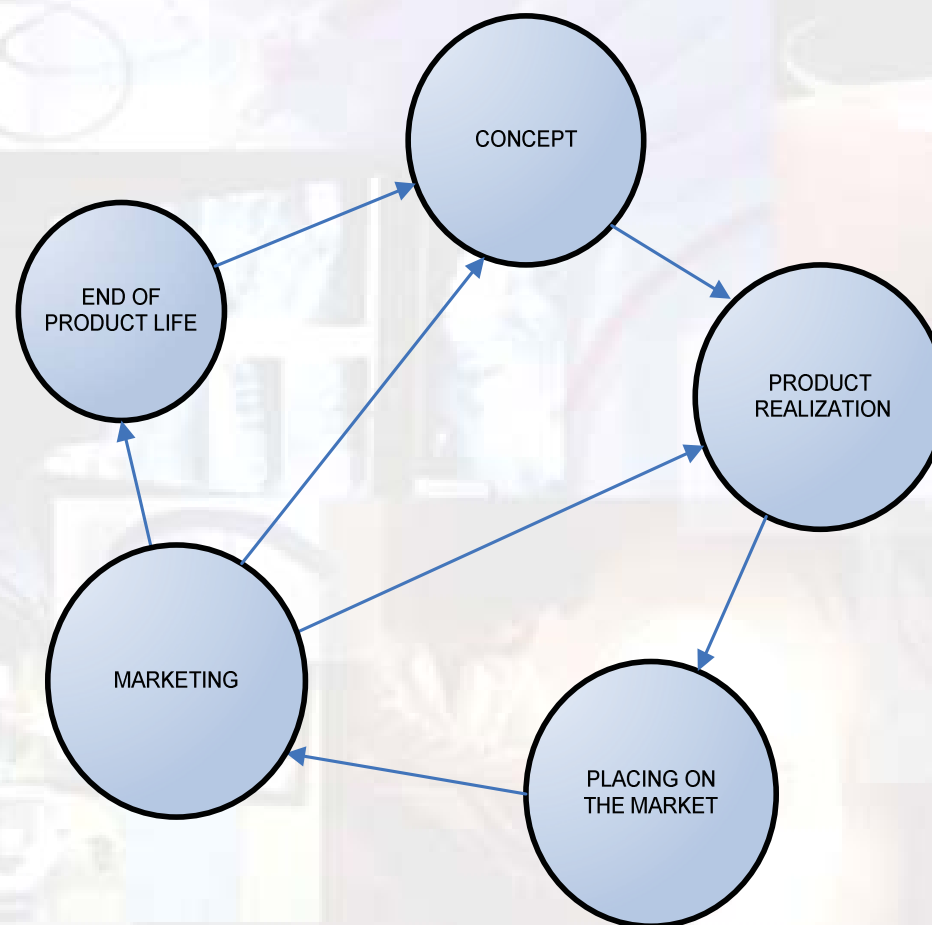 CONCEPT
END OF
PRODUCT LIFE
PRODUCT
REALIZATION
MARKETING
PLACING ON
THE MARKET